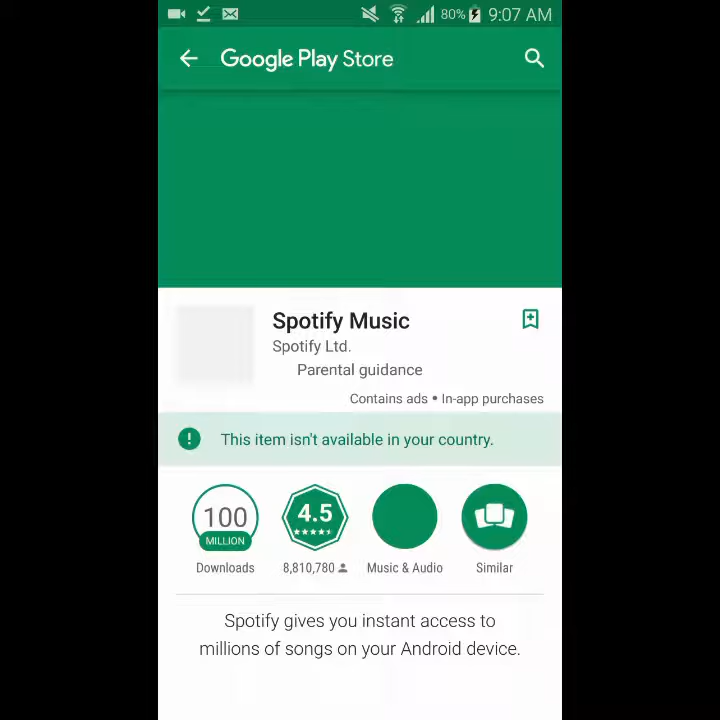 80% 9:07 AM
Google Play Store
Spotify Music
Spotify Ltd.
Parental guidance
Contains ads • In-app purchases
! This item isn't available in your country.
100
MILLION
Downloads
4.5
8,810,780
Music & Audio
Similar
Spotify gives you instant access to
millions of songs on your Android device.